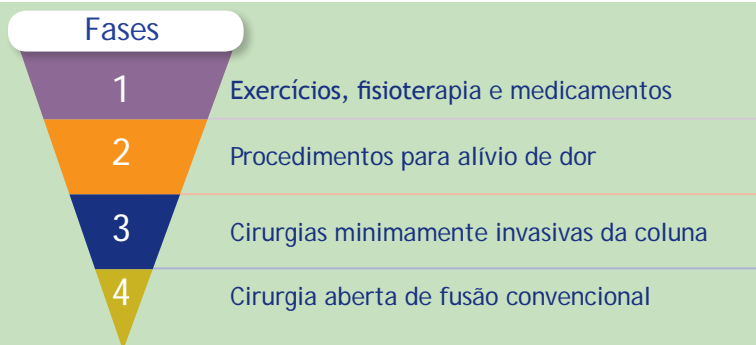 Fases
1
Exercícios, fisioterapia e medicamentos
2
Procedimentos para alívio de dor
3
Cirurgias minimamente invasivas da coluna
4
Cirurgia aberta de fusão convencional